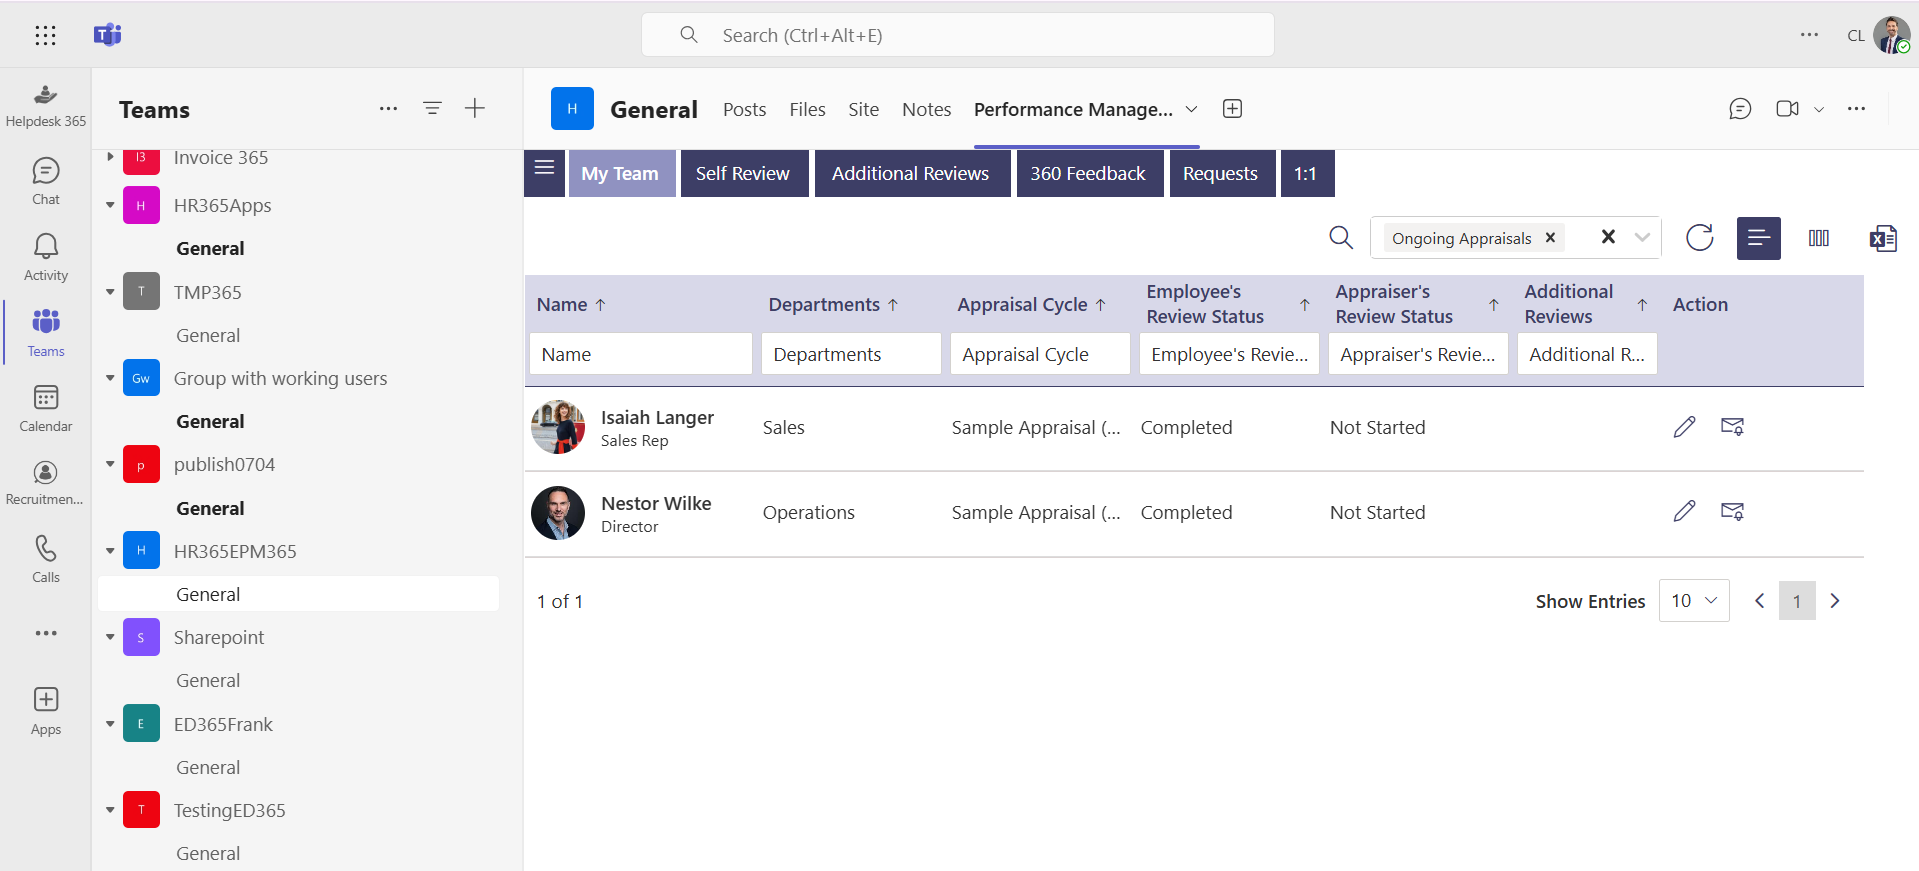 Search (Ctrl+Alt+E)
CL
Helpdesk 365
Chat
Activity
Teams
Calendar
Recruitmen...
Calls
Apps
Teams
I3 Invoice 365
H HR365Apps
General
T TMP365
General
Gw Group with working users
General
p publish0704
General
H HR365EPM365
General
S Sharepoint
General
E ED365Frank
General
T TestingED365
General
H General Posts Files Site Notes Performance Manage...
My Team Self Review Additional Reviews 360 Feedback Requests 1:1
Ongoing Appraisals
Name Departments Appraisal Cycle Employee's Review Status Appraiser's Review Status Additional Reviews Action
Name Departments Appraisal Cycle Employee's Revie... Appraiser's Revie... Additional R...
Isaiah Langer Sales Sample Appraisal (... Completed Not Started
Sales Rep
Nestor Wilke Operations Sample Appraisal (... Completed Not Started
Director
1 of 1 Show Entries 10 1